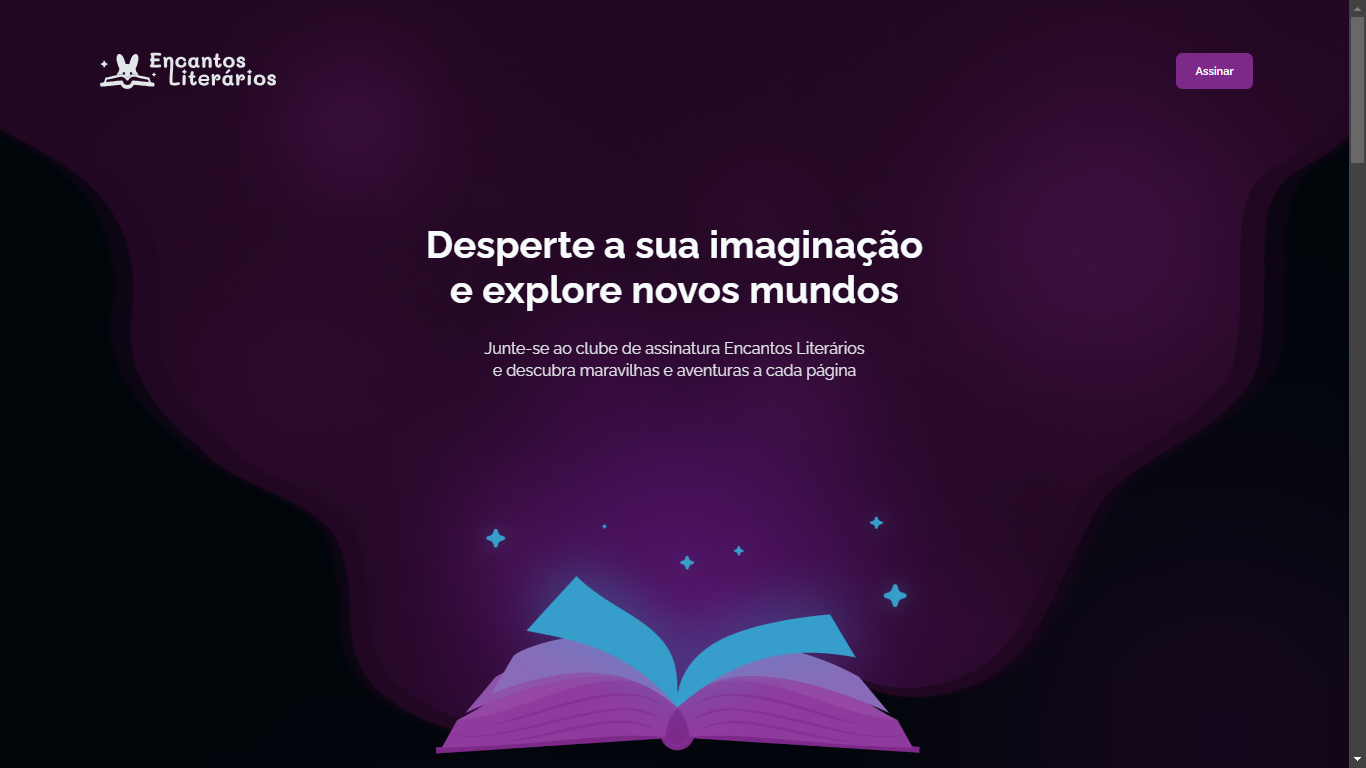 Encantos
Literários
Assinar
Desperte a sua imaginação
e explore novos mundos
Junte-se ao clube de assinatura Encantos Literários
e descubra maravilhas e aventuras a cada página